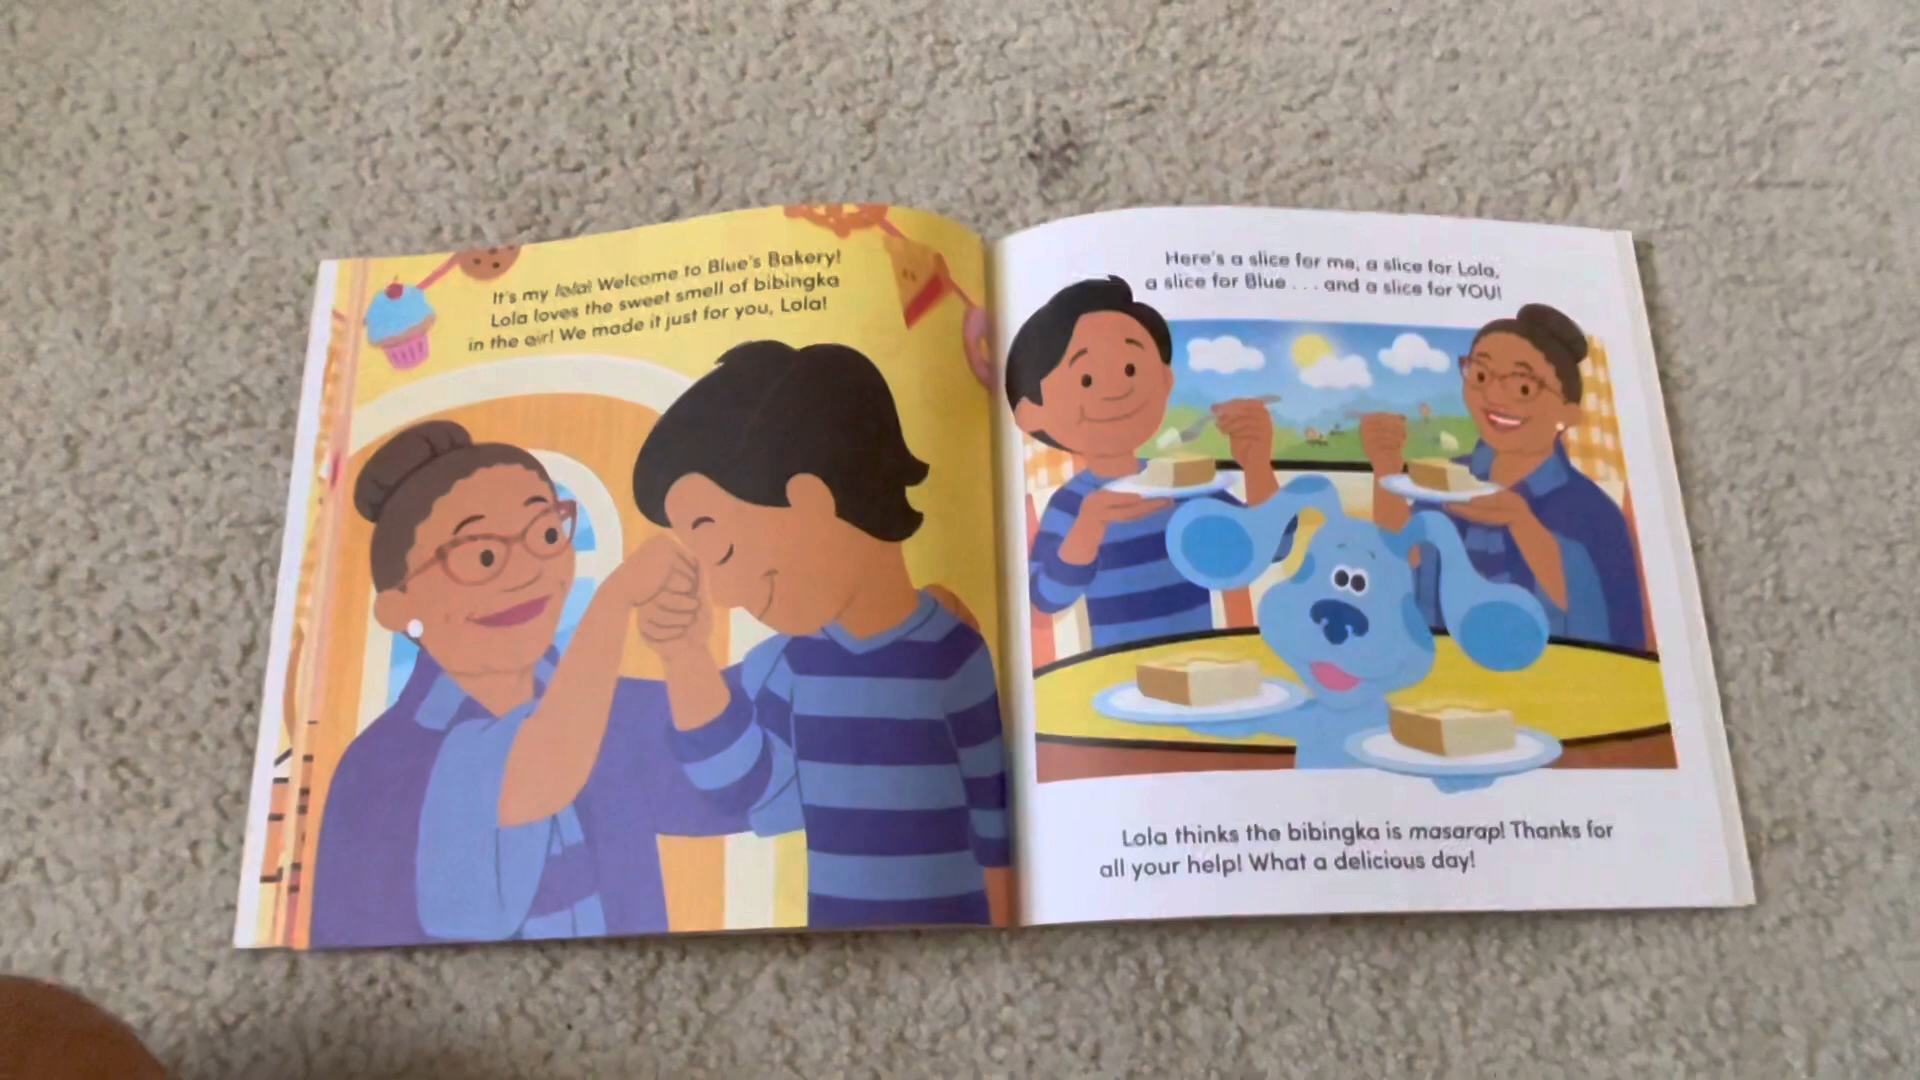 It's my lola! Welcome to Blue's Bakery!
Lola loves the sweet smell of bibingka
in the air! We made it just for you, Lola!
Here's a slice for me, a slice for Lola,
a slice for Blue . . . and a slice for YOU!
Lola thinks the bibingka is masarap! Thanks for
all your help! What a delicious day!